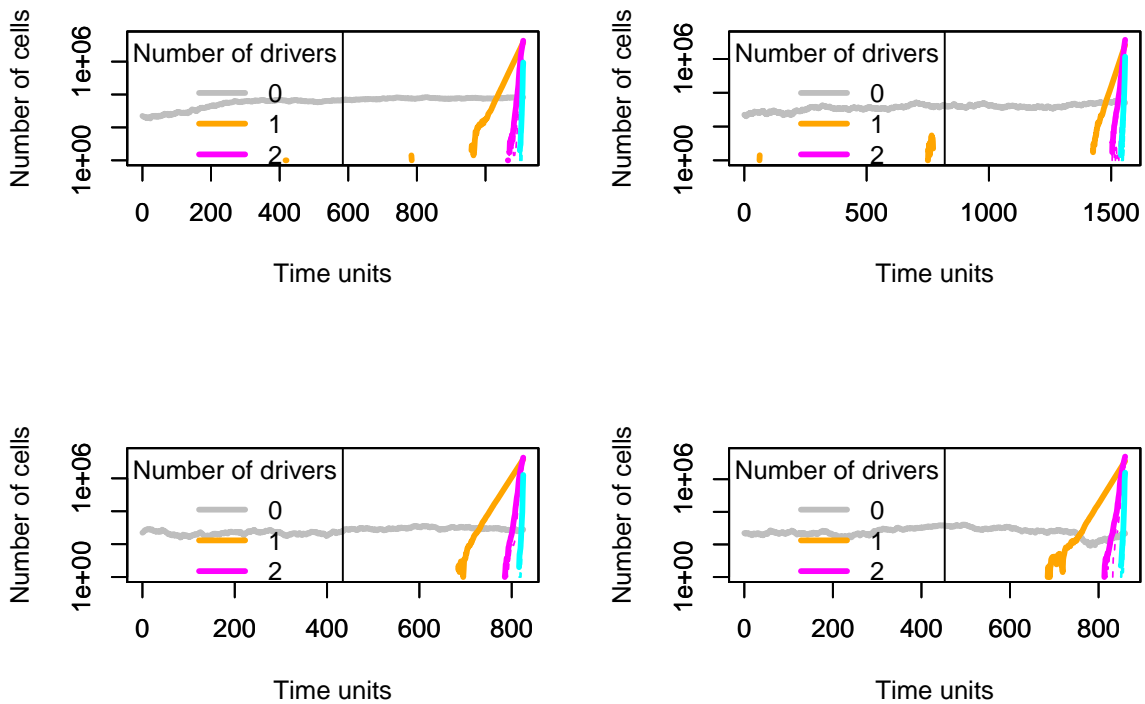 Number of cells
1e+00 1e+06
Number of drivers
0
1
2
0 200 400 600 800
Time units
Number of cells
1e+00 1e+06
Number of drivers
0
1
2
0 500 1000 1500
Time units
Number of cells
1e+00 1e+06
Number of drivers
0
1
2
0 200 400 600 800
Time units
Number of cells
1e+00 1e+06
Number of drivers
0
1
2
0 200 400 600 800
Time units